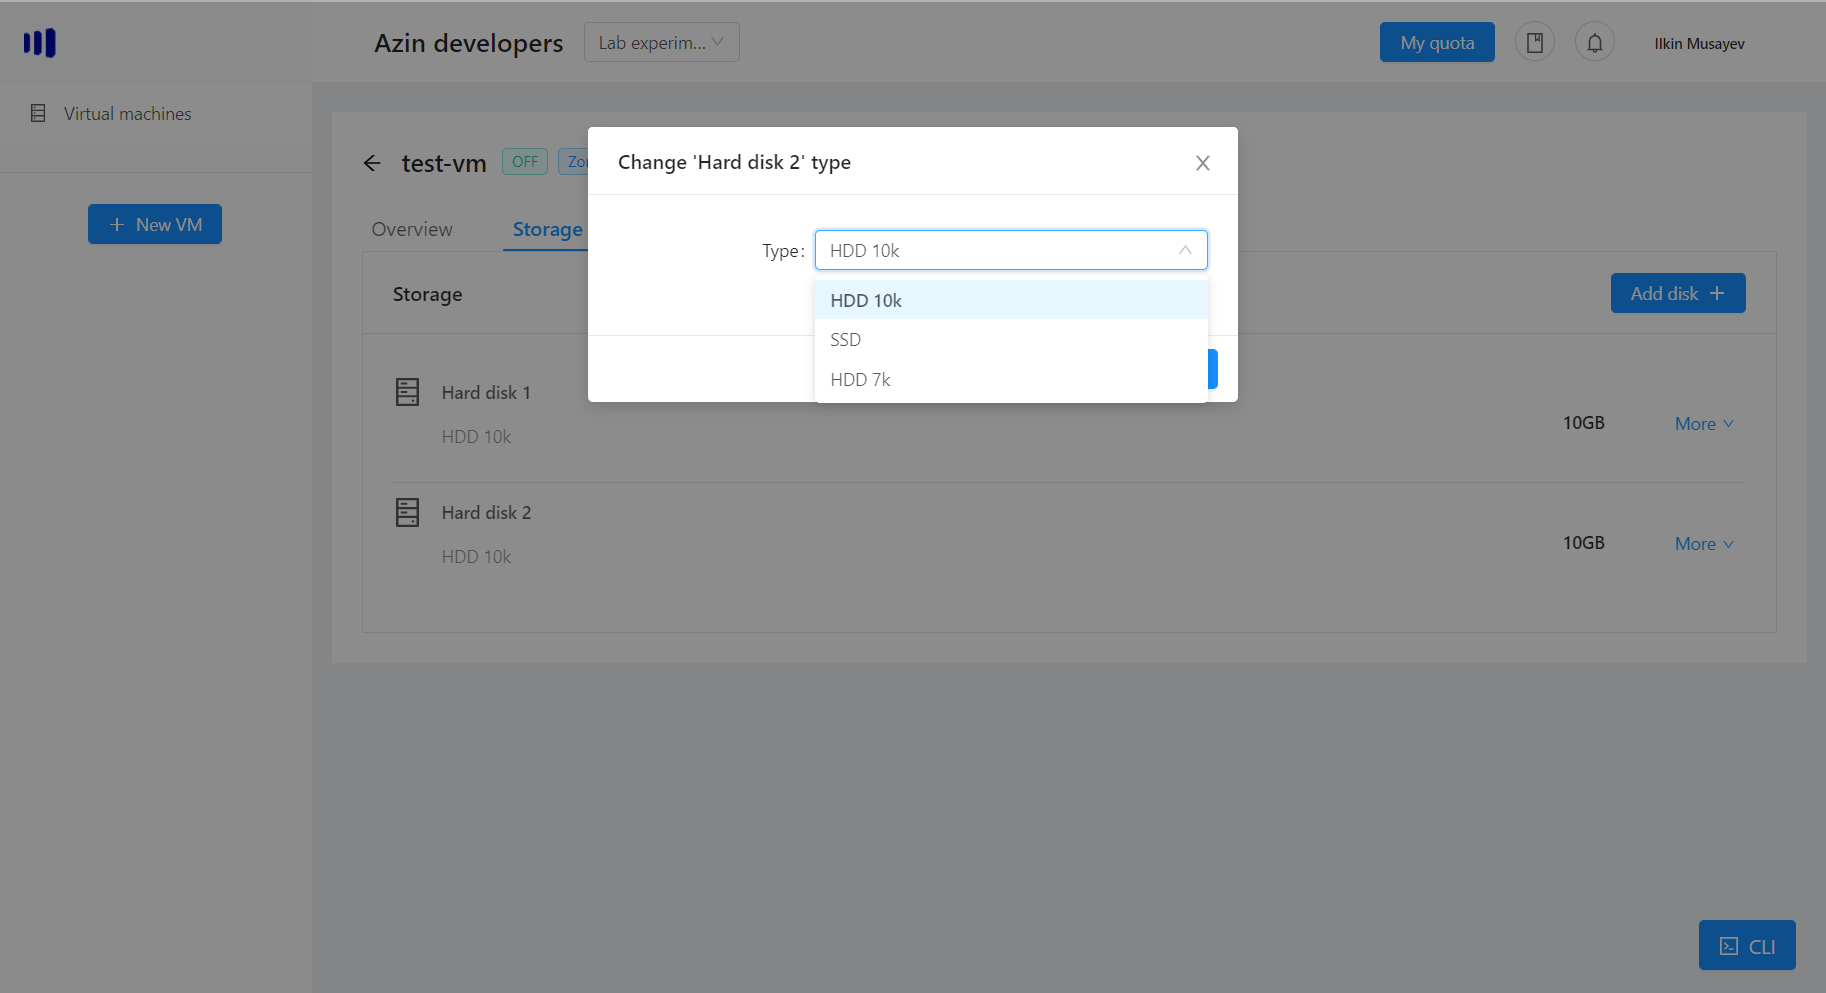 Azin developers
Lab experim...
My quota
Ilkin Musayev
Virtual machines
New VM
test-vm
OFF
Overview
Storage
Change 'Hard disk 2' type
Type:
HDD 10k
HDD 10k
SSD
HDD 7k
Storage
Add disk
Hard disk 1
HDD 10k
10GB
More
Hard disk 2
HDD 10k
10GB
More
CLI